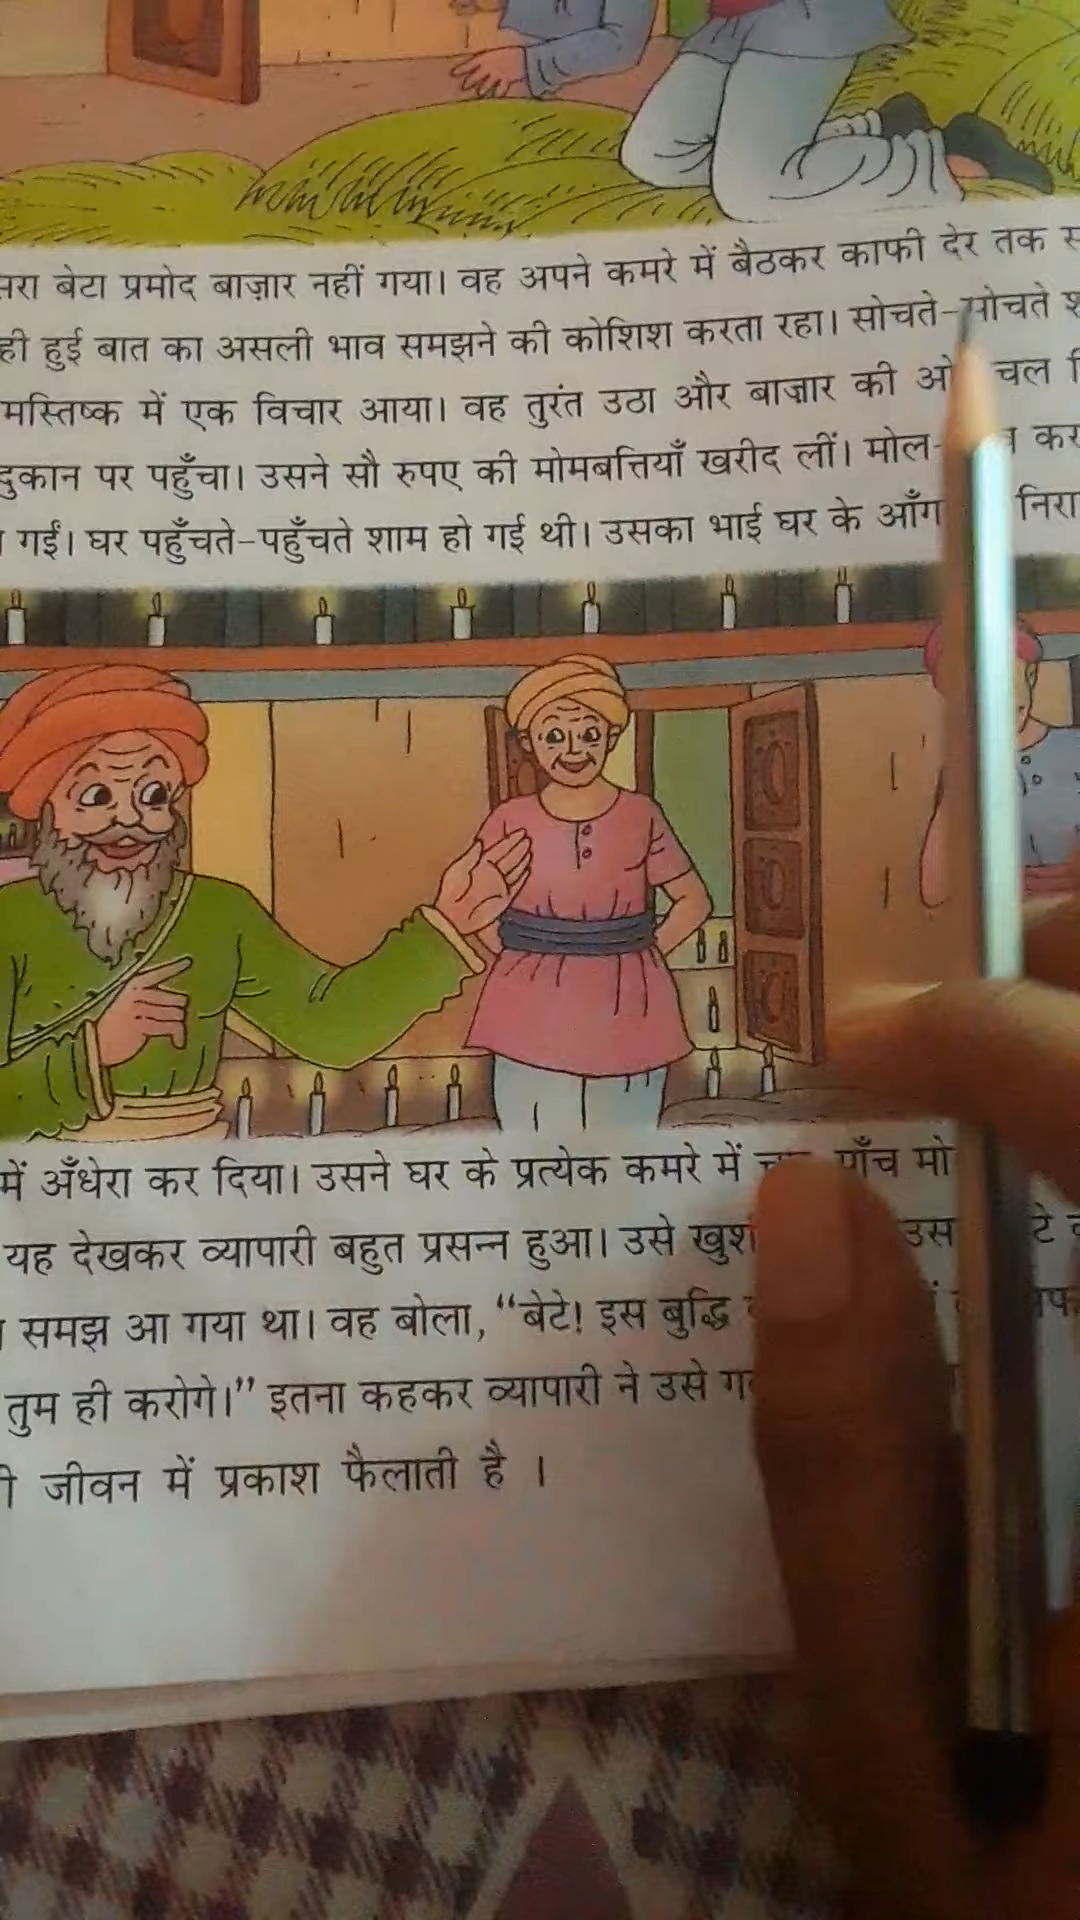 बेटा प्रमोद बाज़ार नहीं गया। वह अपने कमरे में बैठकर काफी देर तक
हुई बात का असली भाव समझने की कोशिश करता रहा। सोचते-सोचते
मस्तिष्क में एक विचार आया। वह तुरंत उठा और बाज़ार की चल
दुकान पर पहुँचा। उसने सौ रुपए की मोमबत्तियाँ खरीद लीं। मोल-
गईं। घर पहुँचते-पहुँचते शाम हो गई थी। उसका भाई घर के
में अँधेरा कर दिया। उसने घर के प्रत्येक कमरे में पाँच
यह देखकर व्यापारी बहुत प्रसन्न हुआ। उसे
समझ आ गया था। वह बोला, “बेटे! इस बुद्धि
तुम ही करोगे।” इतना कहकर व्यापारी ने उसे
जीवन में प्रकाश फैलाती है ।